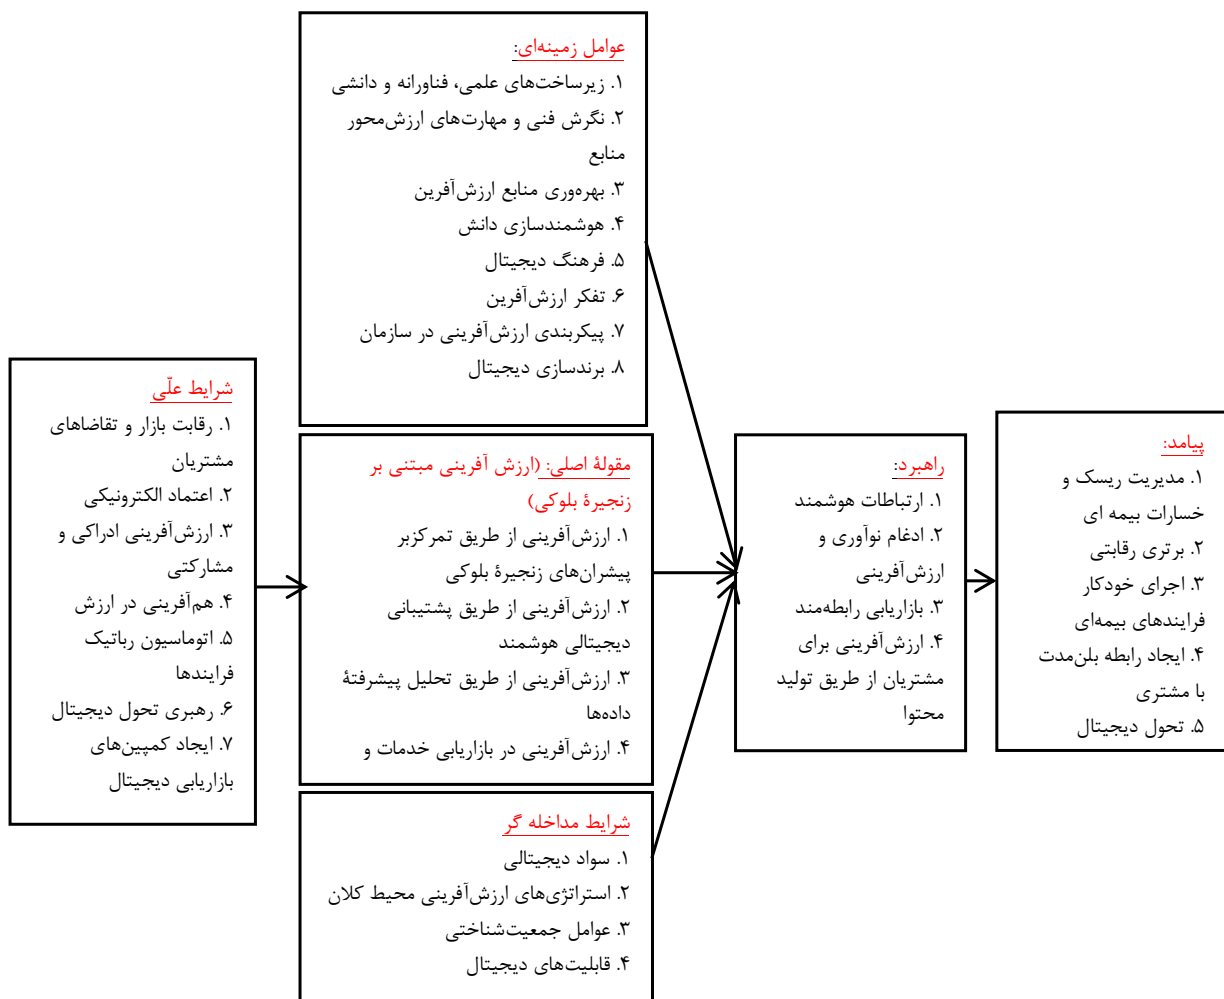 عوامل زمینه‌ای:
۱. زیرساخت‌های علمی، فناورانه و دانشی
۲. نگرش فنی و مهارت‌های ارزش‌محور
منابع
۳. بهره‌وری منابع ارزش‌آفرین
۴. هوشمندسازی دانش
۵. فرهنگ دیجیتال
۶. تفکر ارزش‌آفرین
۷. پیکربندی ارزش‌آفرینی در سازمان
۸. برندسازی دیجیتال
شرایط علّی
۱. رقابت بازار و تقاضاهای
مشتریان
۲. اعتماد الکترونیکی
۳. ارزش‌آفرینی ادراکی و
مشارکتی
۴. هم‌آفرینی در ارزش
۵. اتوماسیون رباتیک
فرایندها
۶. رهبری تحول دیجیتال
۷. ایجاد کمپین‌های
بازاریابی دیجیتال
مقولهٔ اصلی: (ارزش آفرینی مبتنی بر
زنجیرهٔ بلوکی)
۱. ارزش‌آفرینی از طریق تمرکزبر
پیشران‌های زنجیرهٔ بلوکی
۲. ارزش‌آفرینی از طریق پشتیبانی
دیجیتالی هوشمند
۳. ارزش‌آفرینی از طریق تحلیل پیشرفتهٔ
داده‌ها
۴. ارزش‌آفرینی در بازاریابی خدمات و
شرایط مداخله گر
۱. سواد دیجیتالی
۲. استراتژی‌های ارزش‌آفرینی محیط کلان
۳. عوامل جمعیت‌شناختی
۴. قابلیت‌های دیجیتال
راهبرد:
۱. ارتباطات هوشمند
۲. ادغام نوآوری و
ارزش‌آفرینی
۳. بازاریابی رابطه‌مند
۴. ارزش‌آفرینی برای
مشتریان از طریق تولید
محتوا
پیامد:
۱. مدیریت ریسک و
خسارات بیمه ای
۲. برتری رقابتی
۳. اجرای خودکار
فرایندهای بیمه‌ای
۴. ایجاد رابطه بلن‌مدت
با مشتری
۵. تحول دیجیتال